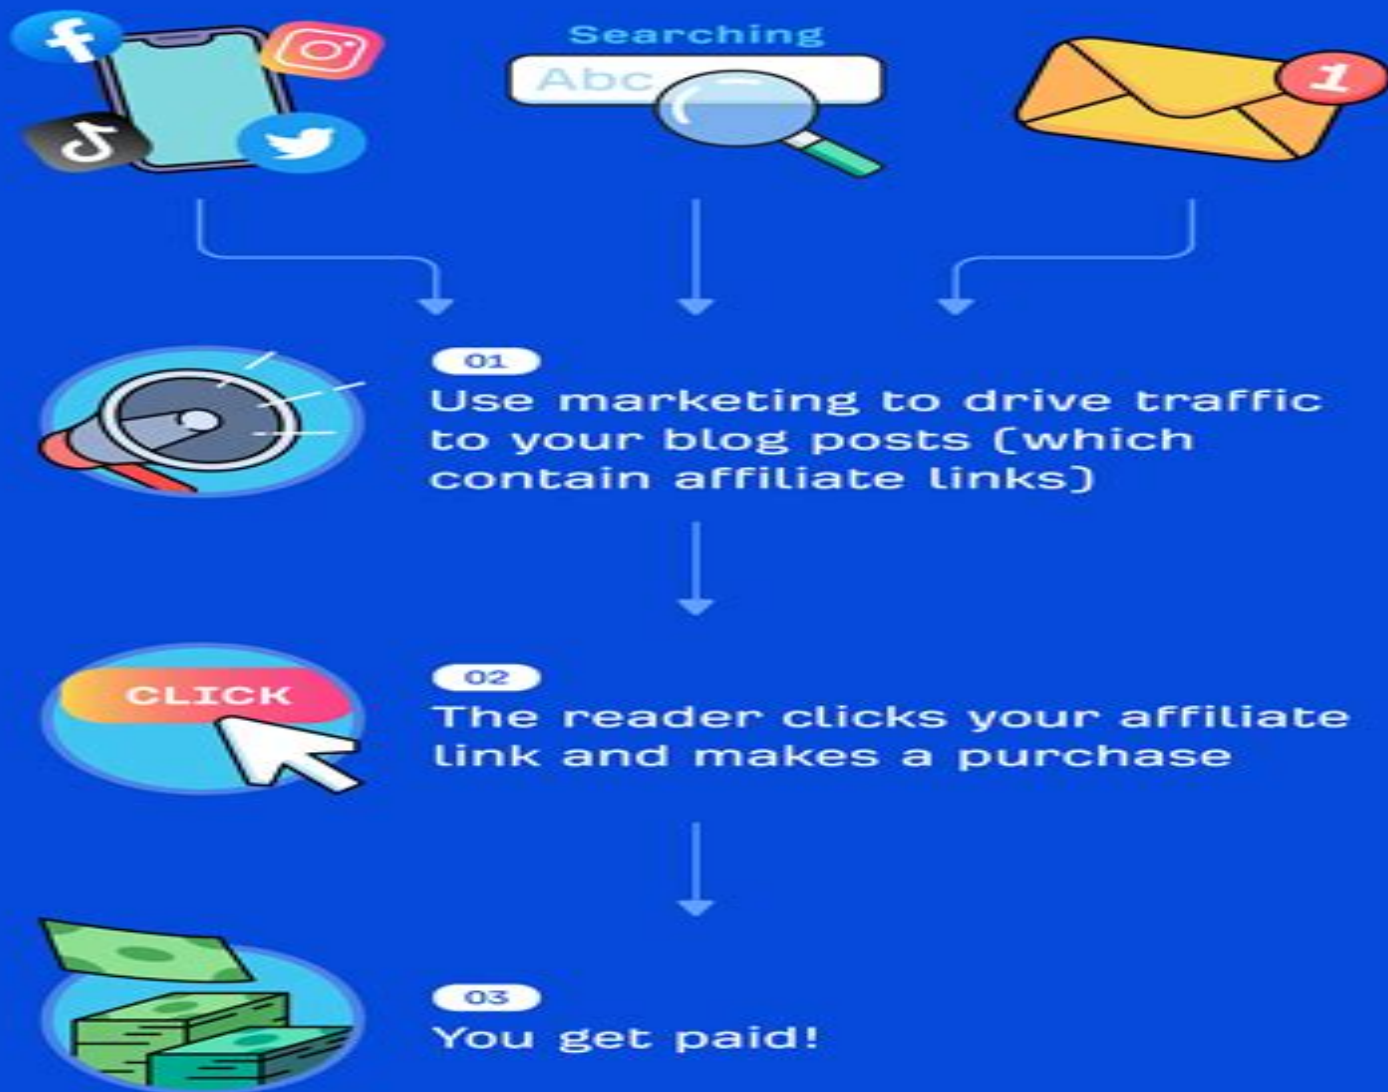 Searching
Abc
1
01
Use marketing to drive traffic
to your blog posts (which
contain affiliate links)
CLICK
02
The reader clicks your affiliate
link and makes a purchase
03
You get paid!